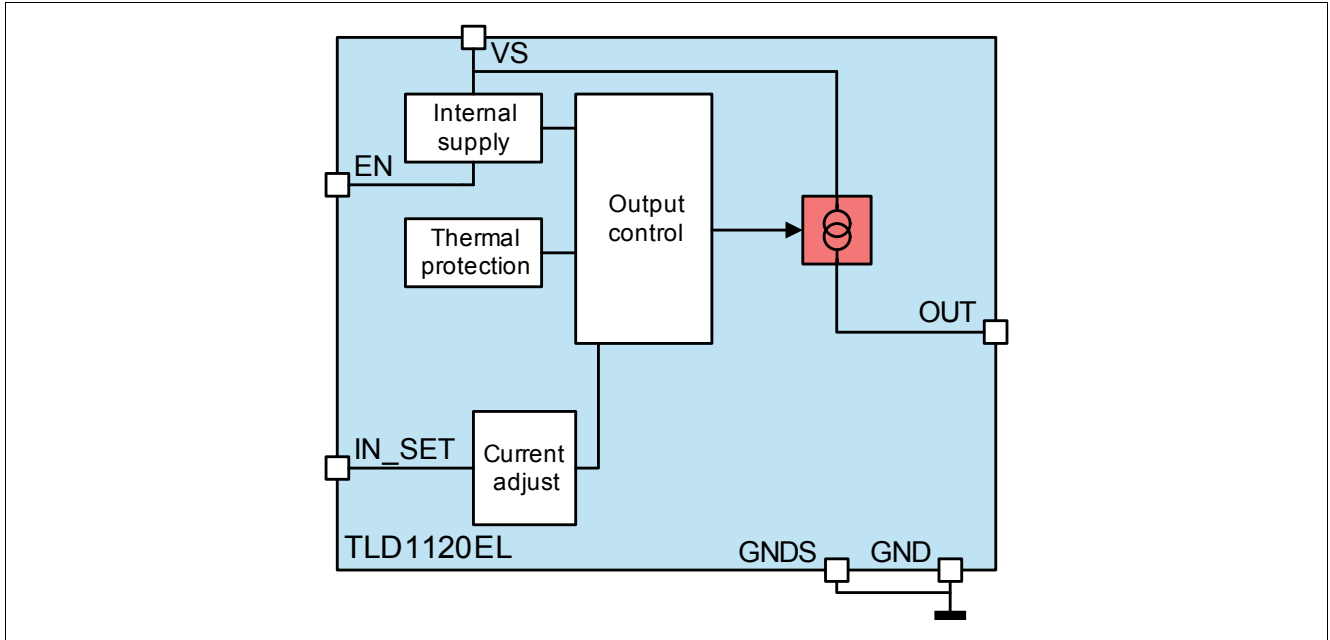 VS
Internal
supply
EN
Output
control
Thermal
protection
OUT
IN_SET
Current
adjust
TLD1120EL
GNDS
GND